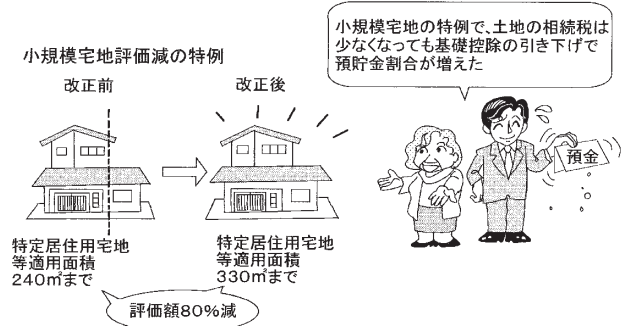 小規模宅地の特例で、土地の相続税は
少なくなっても基礎控除の引き下げで
預貯金割合が増えた
小規模宅地評価減の特例
改正前
改正後
預金
特定居住用宅地
等適用面積
240㎡まで
特定居住用宅地
等適用面積
330㎡まで
評価額80%減